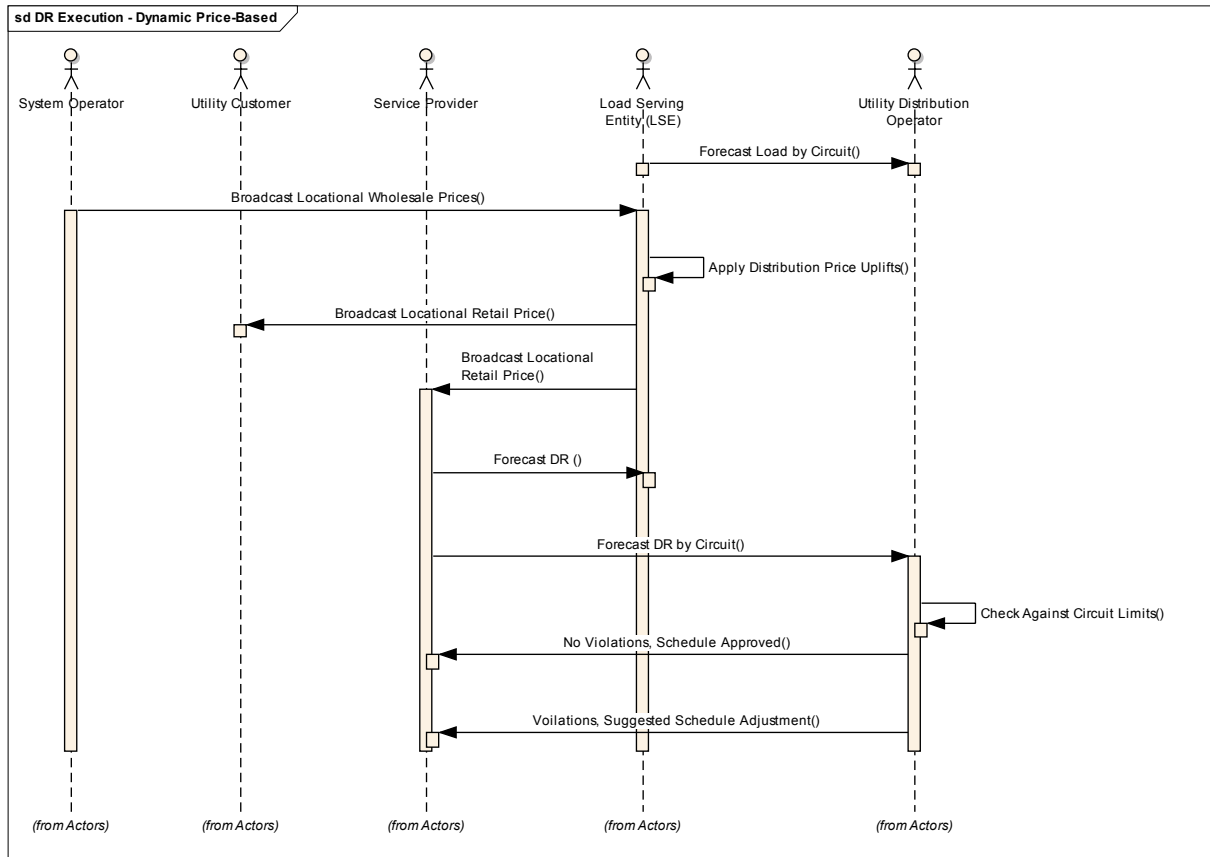 sd DR Execution - Dynamic Price-Based
System Operator
Utility Customer
Service Provider
Load Serving
Entity (LSE)
Utility Distribution
Operator
Forecast Load by Circuit()
Broadcast Locational Wholesale Prices()
Apply Distribution Price Uplifts()
Broadcast Locational Retail Price()
Broadcast Locational
Retail Price()
Forecast DR ()
Forecast DR by Circuit()
Check Against Circuit Limits()
No Violations, Schedule Approved()
Voilations, Suggested Schedule Adjustment()
(from Actors)
(from Actors)
(from Actors)
(from Actors)
(from Actors)